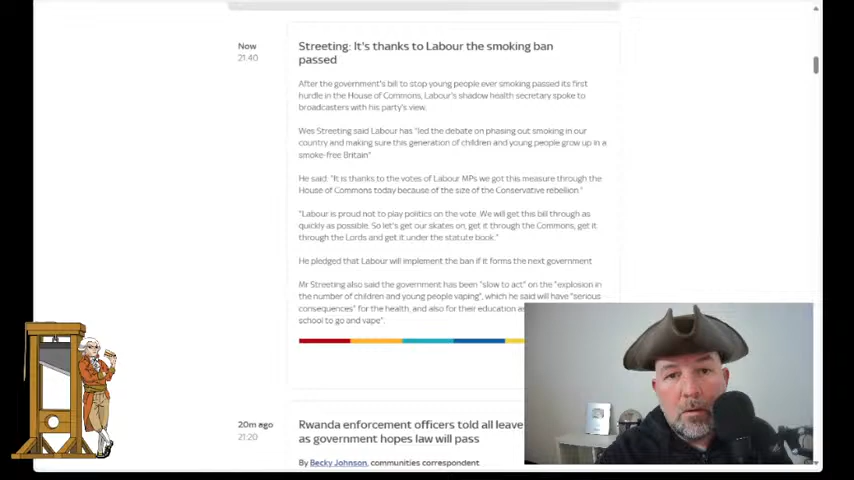 Now
21:40
Streeting: It's thanks to Labour the smoking ban
passed
After the government's bill to stop young people ever smoking passed its first
hurdle in the House of Commons, Labour's shadow health secretary spoke to
broadcasters with his party's view.
Wes Streeting said Labour has "led the debate on phasing out smoking in our
country and making sure this generation of children and young people grow up in a
smoke-free Britain"
He said: "It is thanks to the votes of Labour MPs we got this measure through the
House of Commons today because of the size of the Conservative rebellion."
"Labour is proud not to play politics on the vote. We will get this bill through as
quickly as possible. So let's get our skates on, get it through the Commons, get it
through the Lords and get it under the statute book."
He pledged that Labour will implement the ban if it forms the next government
Mr Streeting also said the government has been "slow to act" on the "explosion in
the number of children and young people vaping", which he said will have "serious
consequences" for the health, and also for their education as
school to go and vape".
20m ago
21:20
Rwanda enforcement officers told all leave
as government hopes law will pass
By Becky Johnson, communities correspondent